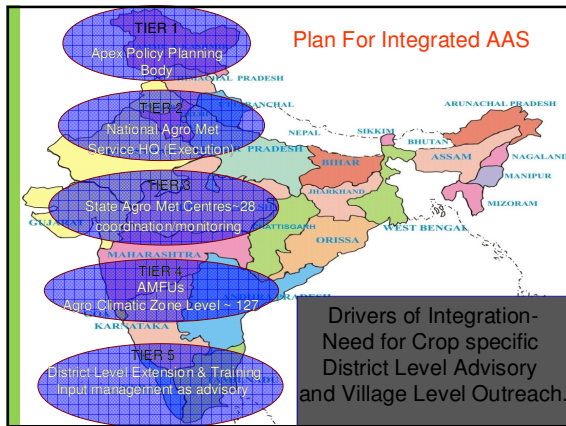 Plan For Integrated AAS
TIER 1
Apex Policy Planning
Body
TIER 2
National Agro Met
Service HQ (Execution)
TIER 3
State Agro Met Centres~28
coordination/monitoring
TIER 4
AMFUs
Agro Climatic Zone Level ~ 127
TIER 5
District Level Extension & Training
Input management as advisory
Drivers of Integration-
Need for Crop specific
District Level Advisory
and Village Level Outreach.
PRADESH
ARUNACHAL PRADESH
SIKKIM
NEPAL
BHUTAN
PRADESH
BIHAR
ASSAM
NAGALAND
MANIPUR
JHARKHAND
MIZORAM
WEST BENGAL
ORISSA
MAHARASHTRA
KARNATAKA